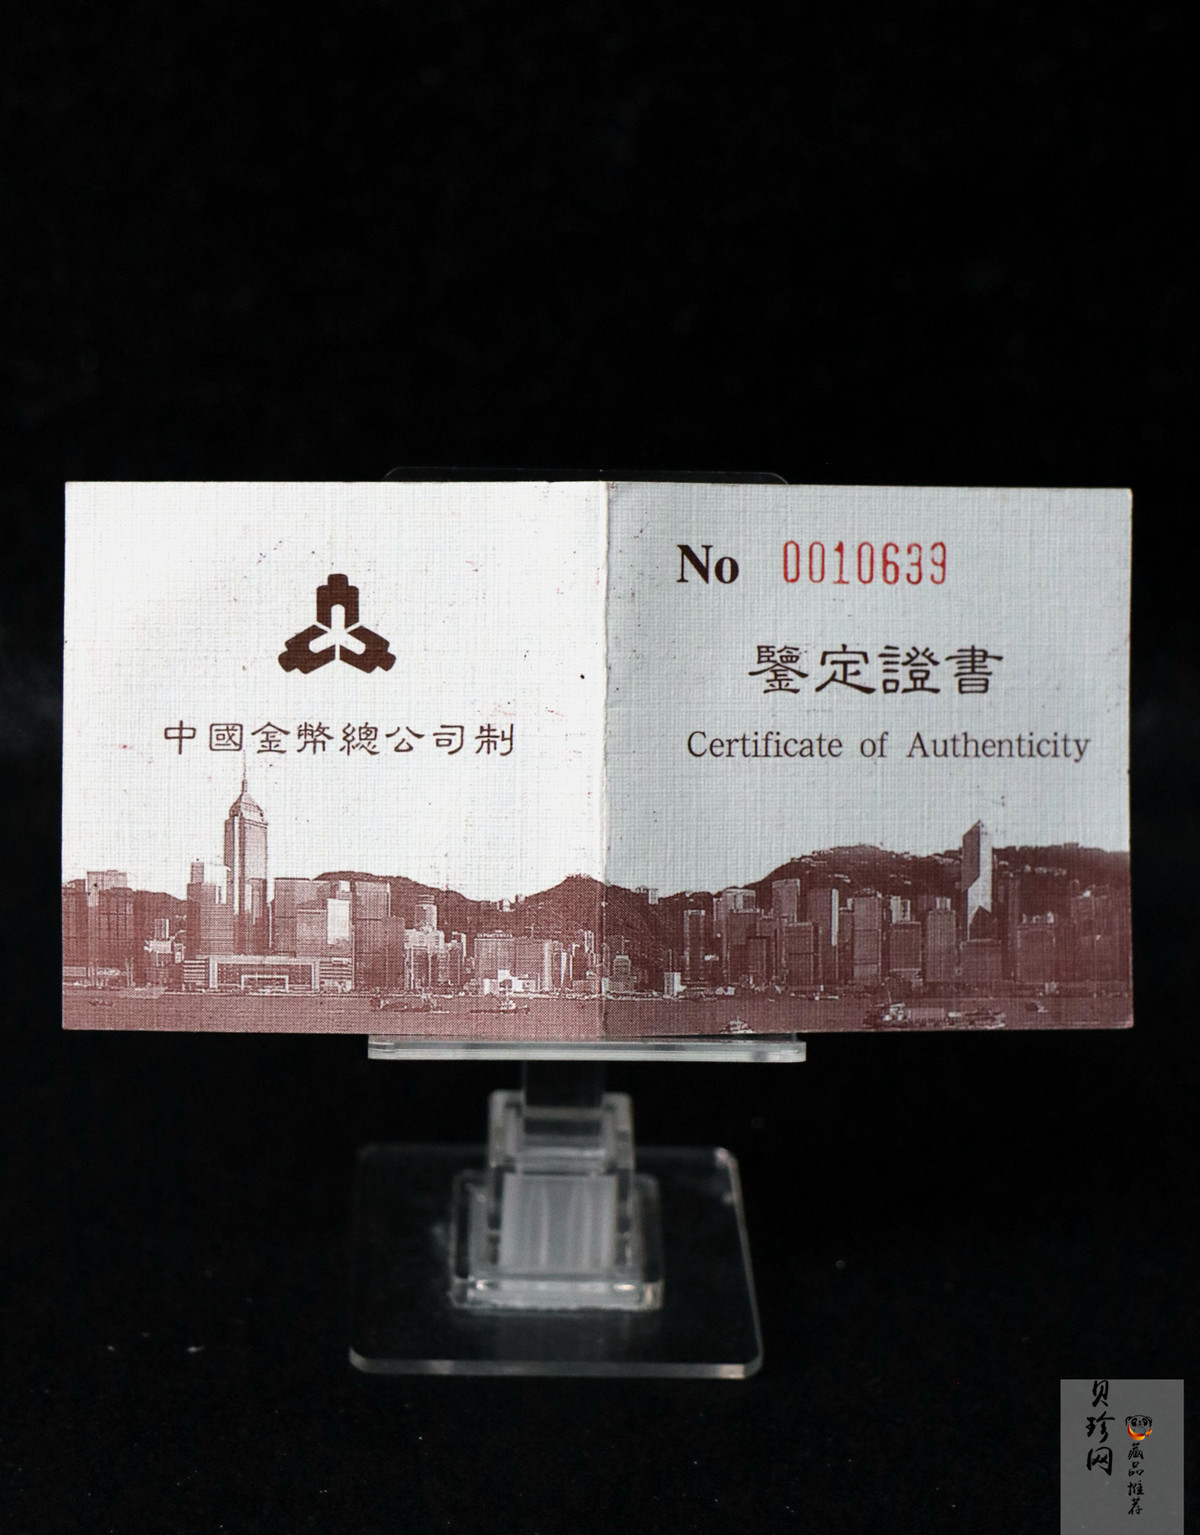 中國金幣總公司制
No 0010639
鑒定證書
Certificate of Authenticity
贝珍网
藏品推荐